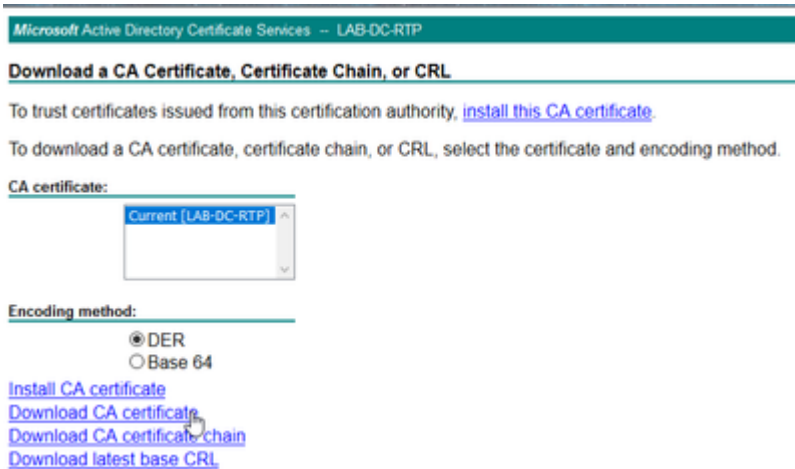 Microsoft Active Directory Certificate Services -- LAB-DC-RTP
Download a CA Certificate, Certificate Chain, or CRL
To trust certificates issued from this certification authority, install this CA certificate.
To download a CA certificate, certificate chain, or CRL, select the certificate and encoding method.
CA certificate:
Current [LAB-DC-RTP]
Encoding method:
DER
Base 64
Install CA certificate
Download CA certificate
Download CA certificate chain
Download latest base CRL